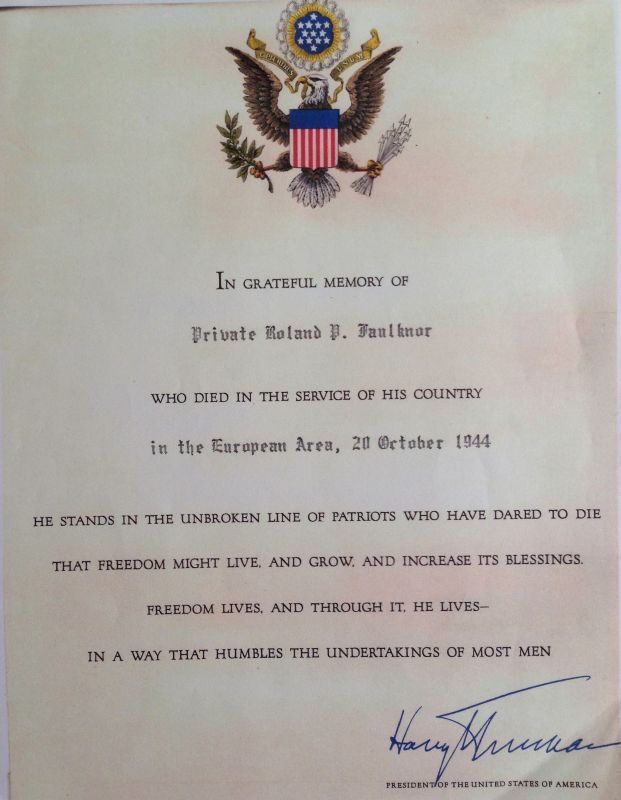 E PLURIBUS UNUM
IN GRATEFUL MEMORY OF
Private Roland P. Faulknor
WHO DIED IN THE SERVICE OF HIS COUNTRY
in the European Area, 20 October 1944
HE STANDS IN THE UNBROKEN LINE OF PATRIOTS WHO HAVE DARED TO DIE
THAT FREEDOM MIGHT LIVE, AND GROW, AND INCREASE ITS BLESSINGS.
FREEDOM LIVES, AND THROUGH IT, HE LIVES—
IN A WAY THAT HUMBLES THE UNDERTAKINGS OF MOST MEN
Harry Truman
PRESIDENT OF THE UNITED STATES OF AMERICA